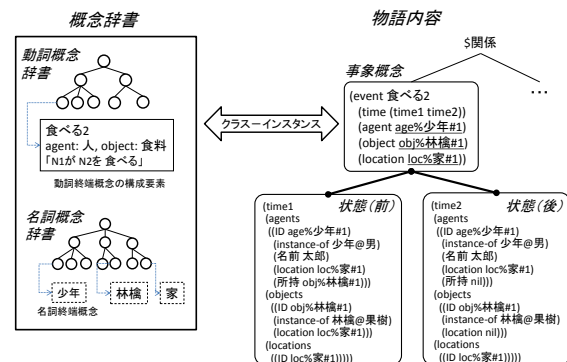 概念辞書
動詞概念
辞書
食べる2
agent: 人, object: 食料
「N1が N2を 食べる」
動詞終端概念の構成要素
名詞概念
辞書
少年
林檎
家
名詞終端概念
クラスーインスタンス
物語内容
$関係
事象概念
…
(event 食べる2
(time (time1 time2))
(agent age%少年#1)
(object obj%林檎#1)
(location loc%家#1))
状態(前)
(time1
(agents
((ID age%少年#1)
(instance-of 少年@男)
(名前 太郎)
(location loc%家#1)
(所持 obj%林檎#1)))
(objects
((ID obj%林檎#1)
(instance-of 林檎@果樹)
(location loc%家#1)))
(locations
((ID loc%家#1)))))
状態(後)
(time2
(agents
((ID age%少年#1)
(instance-of 少年@男)
(名前 太郎)
(location loc%家#1)
(所持 nil)))
(objects
((ID obj%林檎#1)
(instance-of 林檎@果樹)
(location nil)))
(locations
((ID loc%家#1)))))